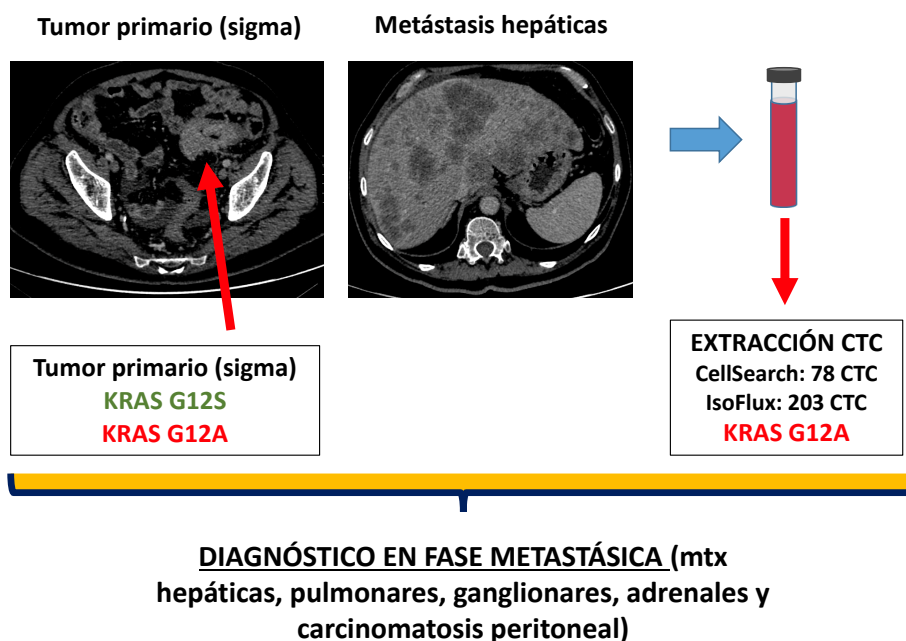 Tumor primario (sigma)
Metástasis hepáticas
Tumor primario (sigma)
KRAS G12S
KRAS G12A
EXTRACCIÓN CTC
CellSearch: 78 CTC
IsoFlux: 203 CTC
KRAS G12A
DIAGNÓSTICO EN FASE METASTÁSICA (mtx
hepáticas, pulmonares, ganglionares, adrenales y
carcinomatosis peritoneal)